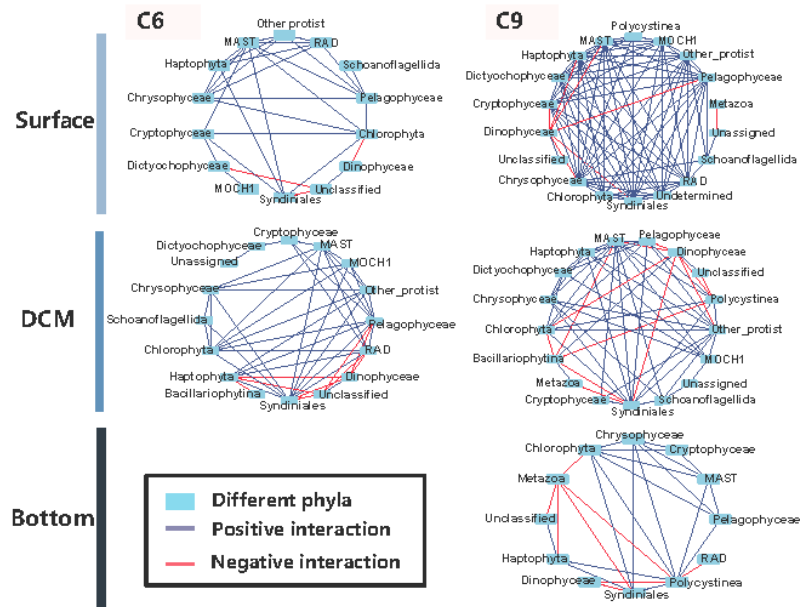 C6
C9
Surface
DCM
Bottom
Other protist
MAST
RAD
Haptophyta
Schoanoflagellida
Chrysophyceae
Pelagophyceae
Cryptophyceae
Chlorophyta
Dictyochophyceae
Dinophyceae
MOCH1
Unclassified
Syndiniales
Polycystinea
MAST
MOCH1
Haptophyta
Other_protist
Dictyochophyceae
Pelagophyceae
Cryptophyceae
Metazoa
Dinophyceae
Unassigned
Unclassified
Schoanoflagellida
Chrysophyceae
RAD
Chlorophyta
Undetermined
Syndiniales
Cryptophyceae
Dictyochophyceae
MAST
Unassigned
MOCH1
Chrysophyceae
Other_protist
Schoanoflagellida
Pelagophyceae
Chlorophyta
RAD
Haptophyta
Dinophyceae
Bacillariophytina
Unclassified
Syndiniales
MAST
Pelagophyceae
Haptophyta
Dinophyceae
Dictyochophyceae
Unclassified
Chrysophyceae
Polycystinea
Chlorophyta
Other_protist
Bacillariophytina
MOCH1
Metazoa
Unassigned
Cryptophyceae
Schoanoflagellida
Syndiniales
Chrysophyceae
Chlorophyta
Cryptophyceae
Metazoa
MAST
Unclassified
Pelagophyceae
Haptophyta
RAD
Dinophyceae
Polycystinea
Syndiniales
Different phyla
Positive interaction
Negative interaction